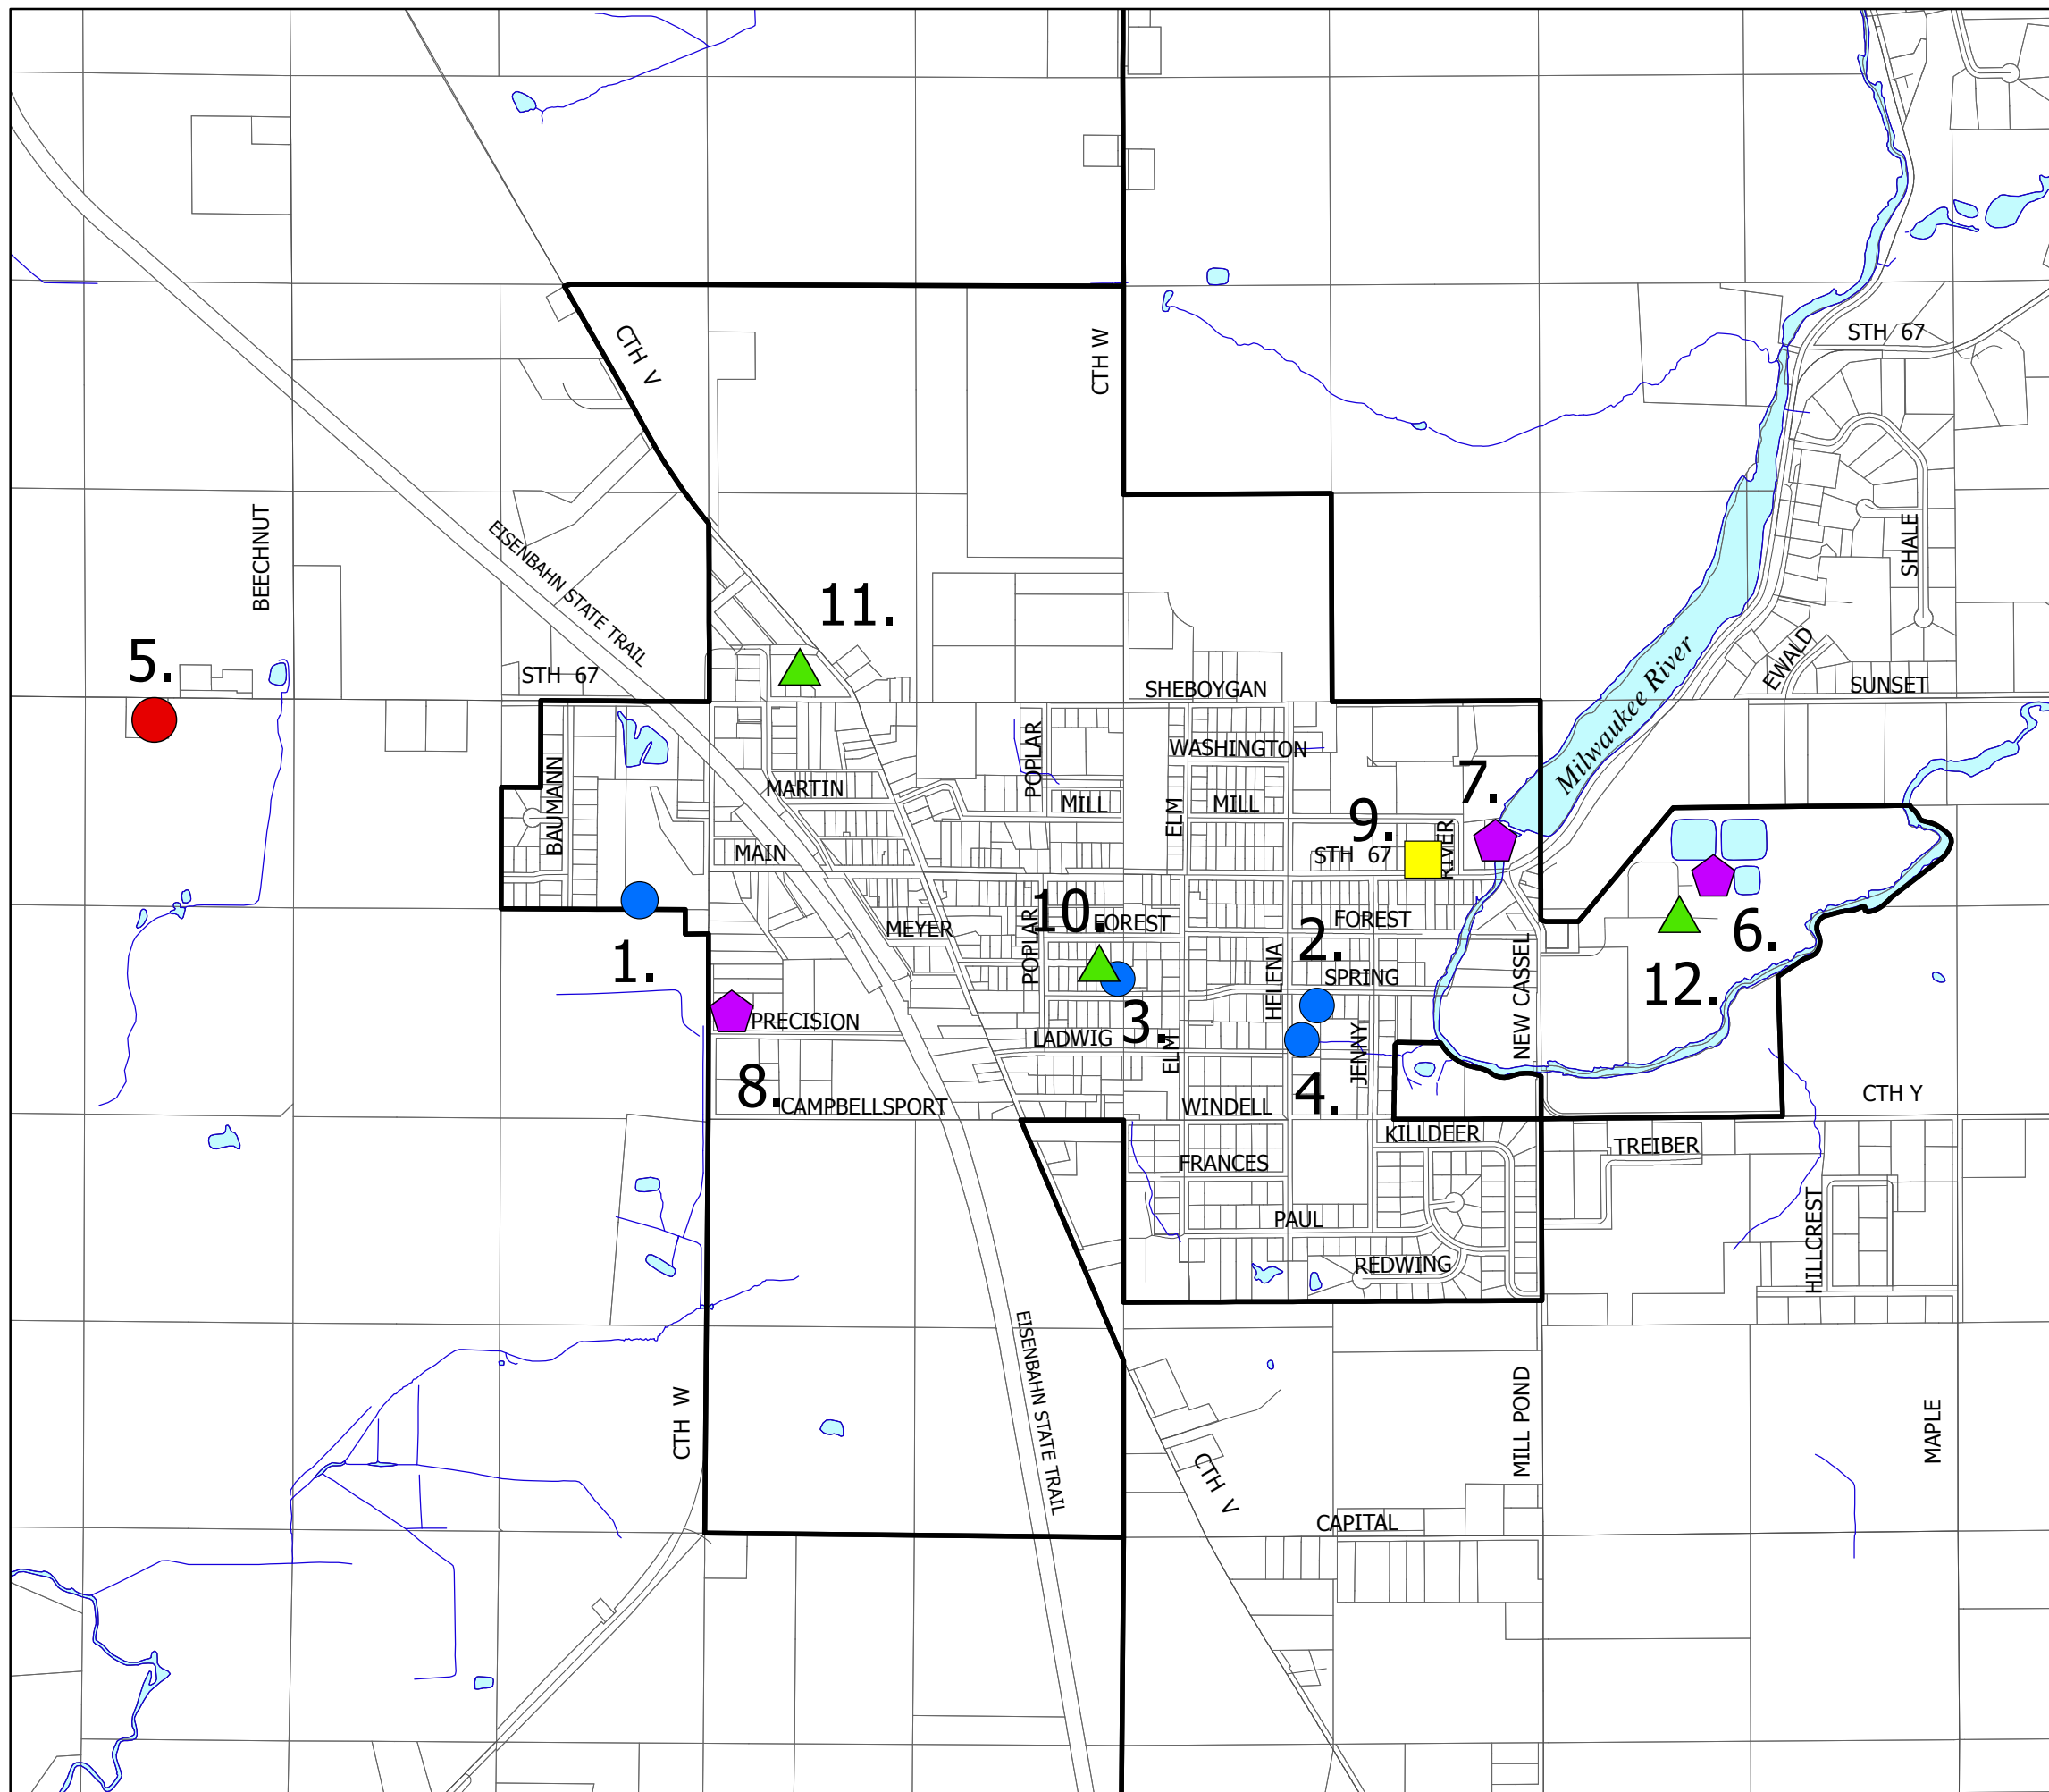 STH 67
CTH V
CTH W
BEECHNUT
EISENBAHN STATE TRAIL
SHALE
11.
5.
STH 67
SHEBOYGAN
EWALD
SUNSET
Milwaukee River
WASHINGTON
POPLAR
BAUMANN
MARTIN
MILL
ELM
MILL
7.
9.
MAIN
STH 67
RIVER
10.
FOREST
FOREST
MEYER
POPLAR
2.
6.
1.
HELENA
SPRING
NEW CASSEL
12.
PRECISION
3.
LADWIG
ELM
JENNY
8.
4.
CAMPBELLSPORT
WINDELL
CTH Y
KILLDEER
TREIBER
FRANCES
HILLCREST
PAUL
REDWING
EISENBAHN STATE TRAIL
CTH W
MILL POND
MAPLE
CTH V
CAPITAL